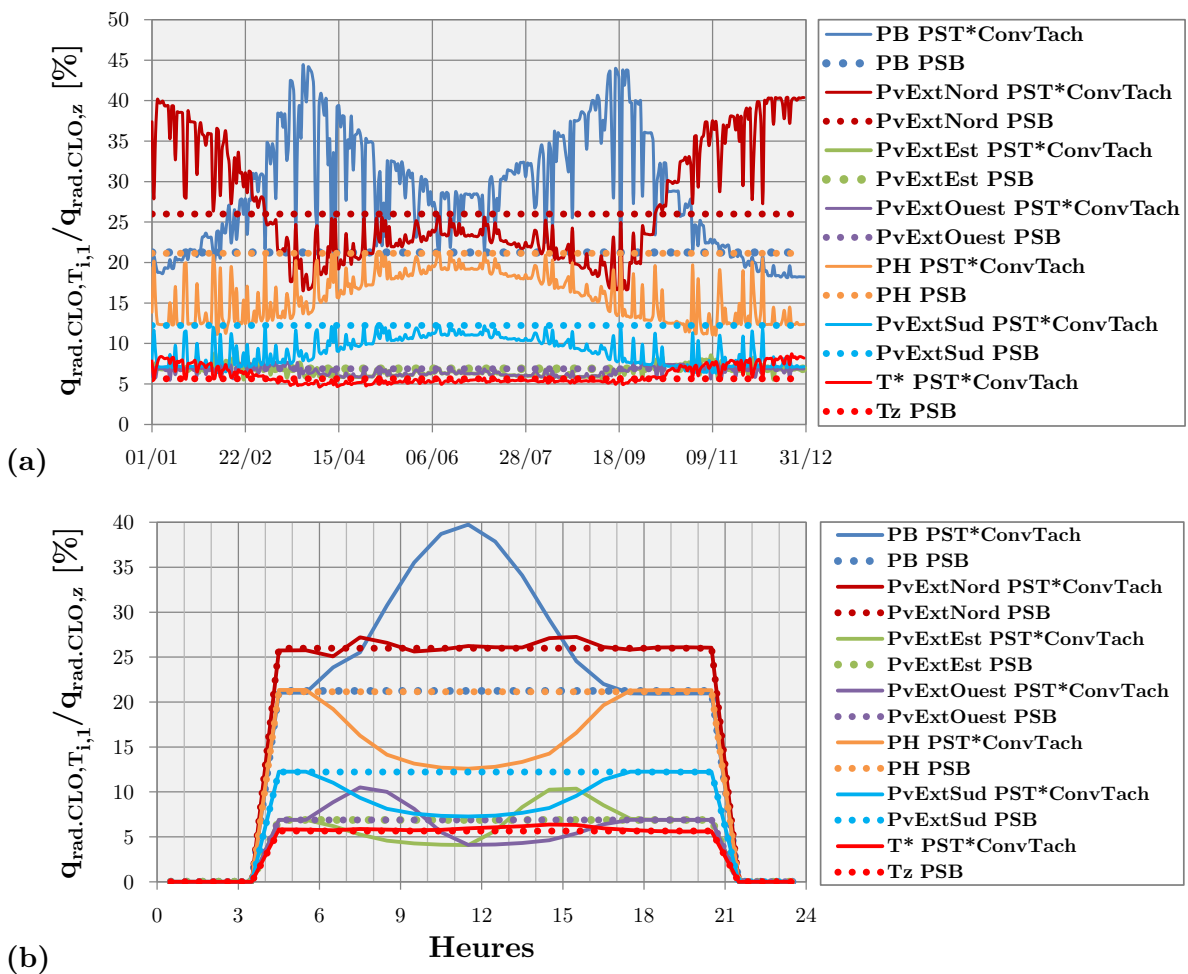 (a)
q_rad.CLO,T_i,1/q_rad.CLO,z [%]
50
45
40
35
30
25
20
15
10
5
0
01/01 22/02 15/04 06/06 28/07 18/09 09/11 31/12
PB PST*ConvTach
PB PSB
PvExtNord PST*ConvTach
PvExtNord PSB
PvExtEst PST*ConvTach
PvExtEst PSB
PvExtOuest PST*ConvTach
PvExtOuest PSB
PH PST*ConvTach
PH PSB
PvExtSud PST*ConvTach
PvExtSud PSB
T* PST*ConvTach
Tz PSB
(b)
q_rad.CLO,T_i,1/q_rad.CLO,z [%]
40
35
30
25
20
15
10
5
0
0 3 6 9 12 15 18 21 24
Heures
PB PST*ConvTach
PB PSB
PvExtNord PST*ConvTach
PvExtNord PSB
PvExtEst PST*ConvTach
PvExtEst PSB
PvExtOuest PST*ConvTach
PvExtOuest PSB
PH PST*ConvTach
PH PSB
PvExtSud PST*ConvTach
PvExtSud PSB
T* PST*ConvTach
Tz PSB